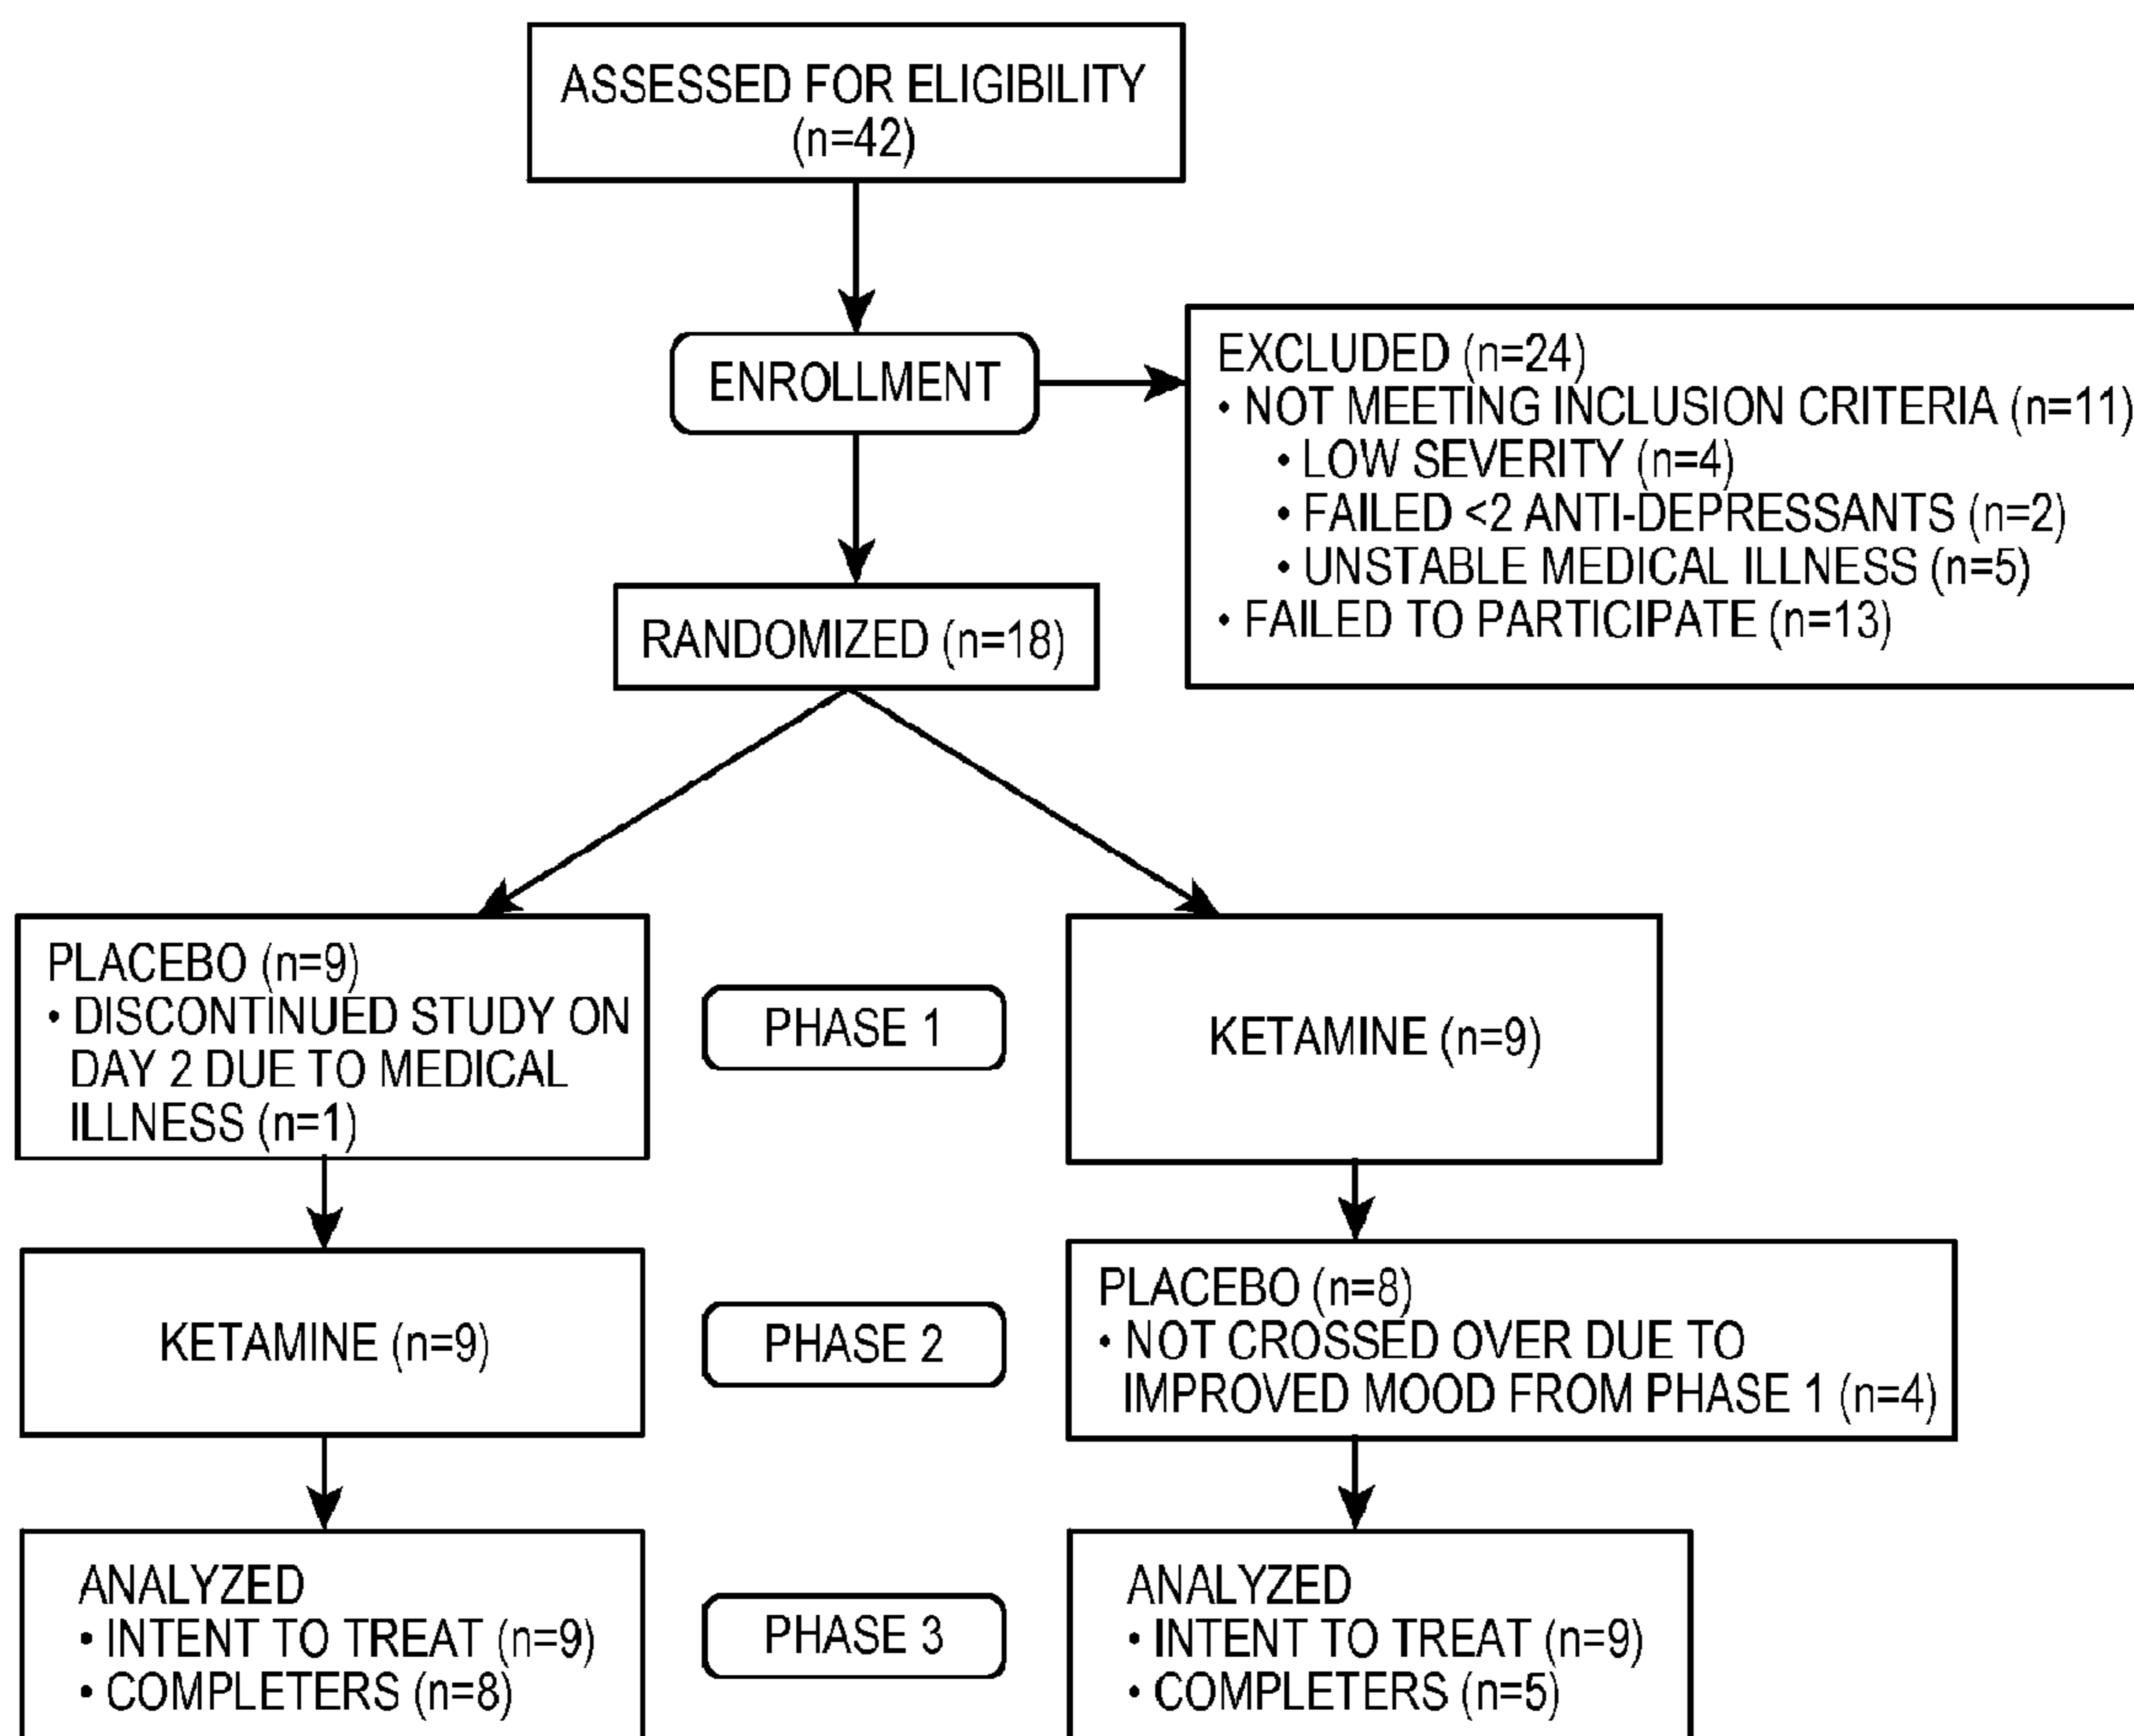 ASSESSED FOR ELIGIBILITY
(n=42)
ENROLLMENT
EXCLUDED (n=24)
• NOT MEETING INCLUSION CRITERIA (n=11)
• LOW SEVERITY (n=4)
• FAILED <2 ANTI-DEPRESSANTS (n=2)
• UNSTABLE MEDICAL ILLNESS (n=5)
• FAILED TO PARTICIPATE (n=13)
RANDOMIZED (n=18)
PLACEBO (n=9)
• DISCONTINUED STUDY ON
DAY 2 DUE TO MEDICAL
ILLNESS (n=1)
PHASE 1
KETAMINE (n=9)
KETAMINE (n=9)
PHASE 2
PLACEBO (n=8)
• NOT CROSSED OVER DUE TO
IMPROVED MOOD FROM PHASE 1 (n=4)
ANALYZED
• INTENT TO TREAT (n=9)
• COMPLETERS (n=8)
PHASE 3
ANALYZED
• INTENT TO TREAT (n=9)
• COMPLETERS (n=5)